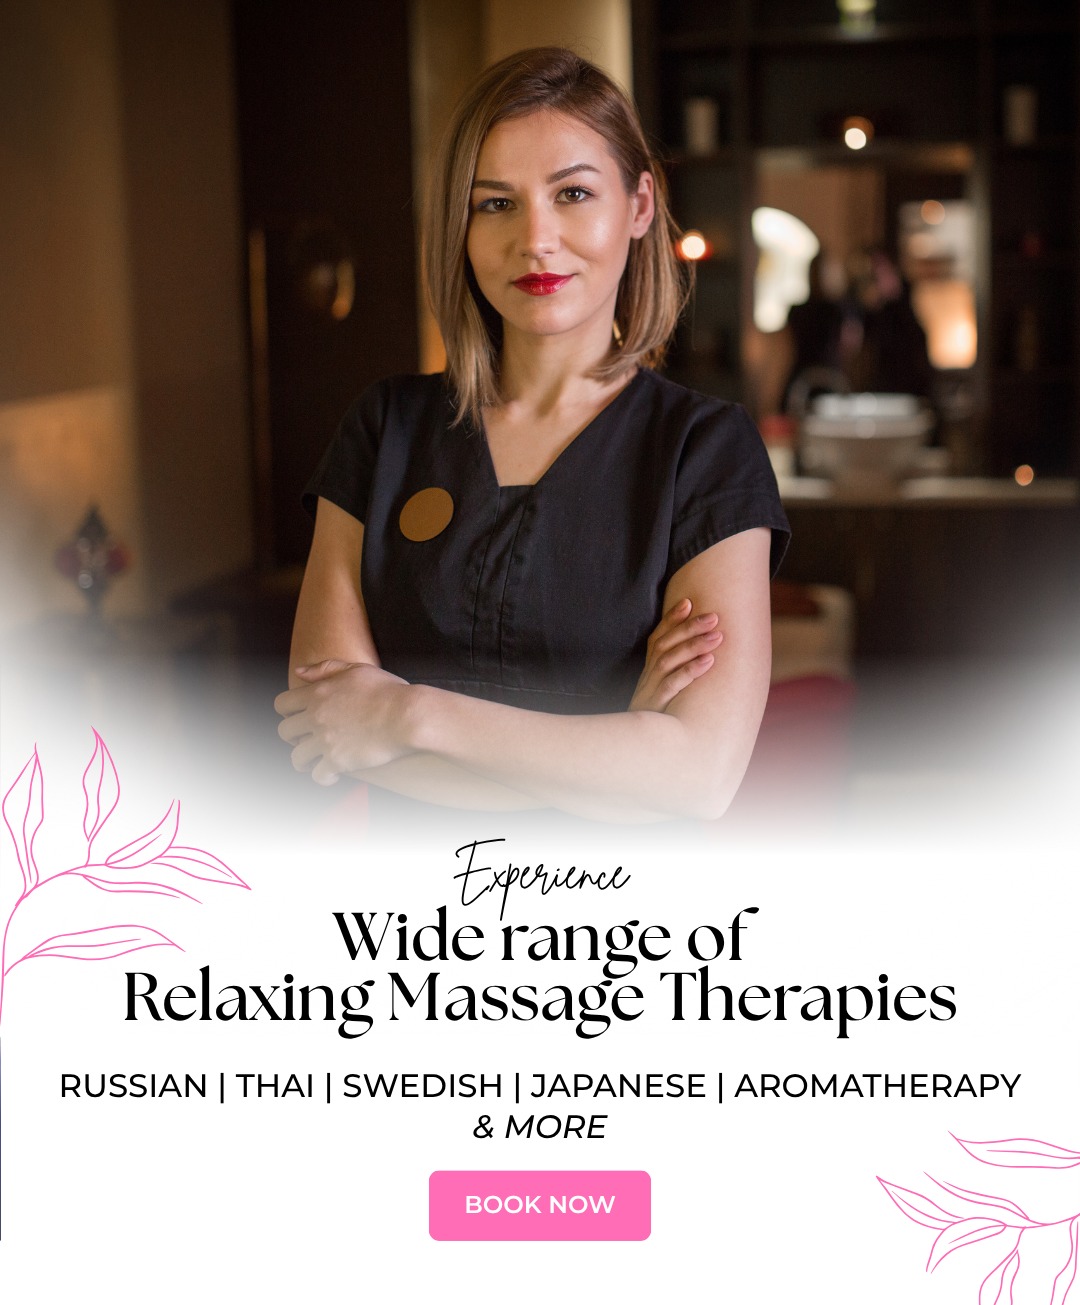 Experience
Wide range of
Relaxing Massage Therapies
RUSSIAN | THAI | SWEDISH | JAPANESE | AROMATHERAPY
& MORE
BOOK NOW